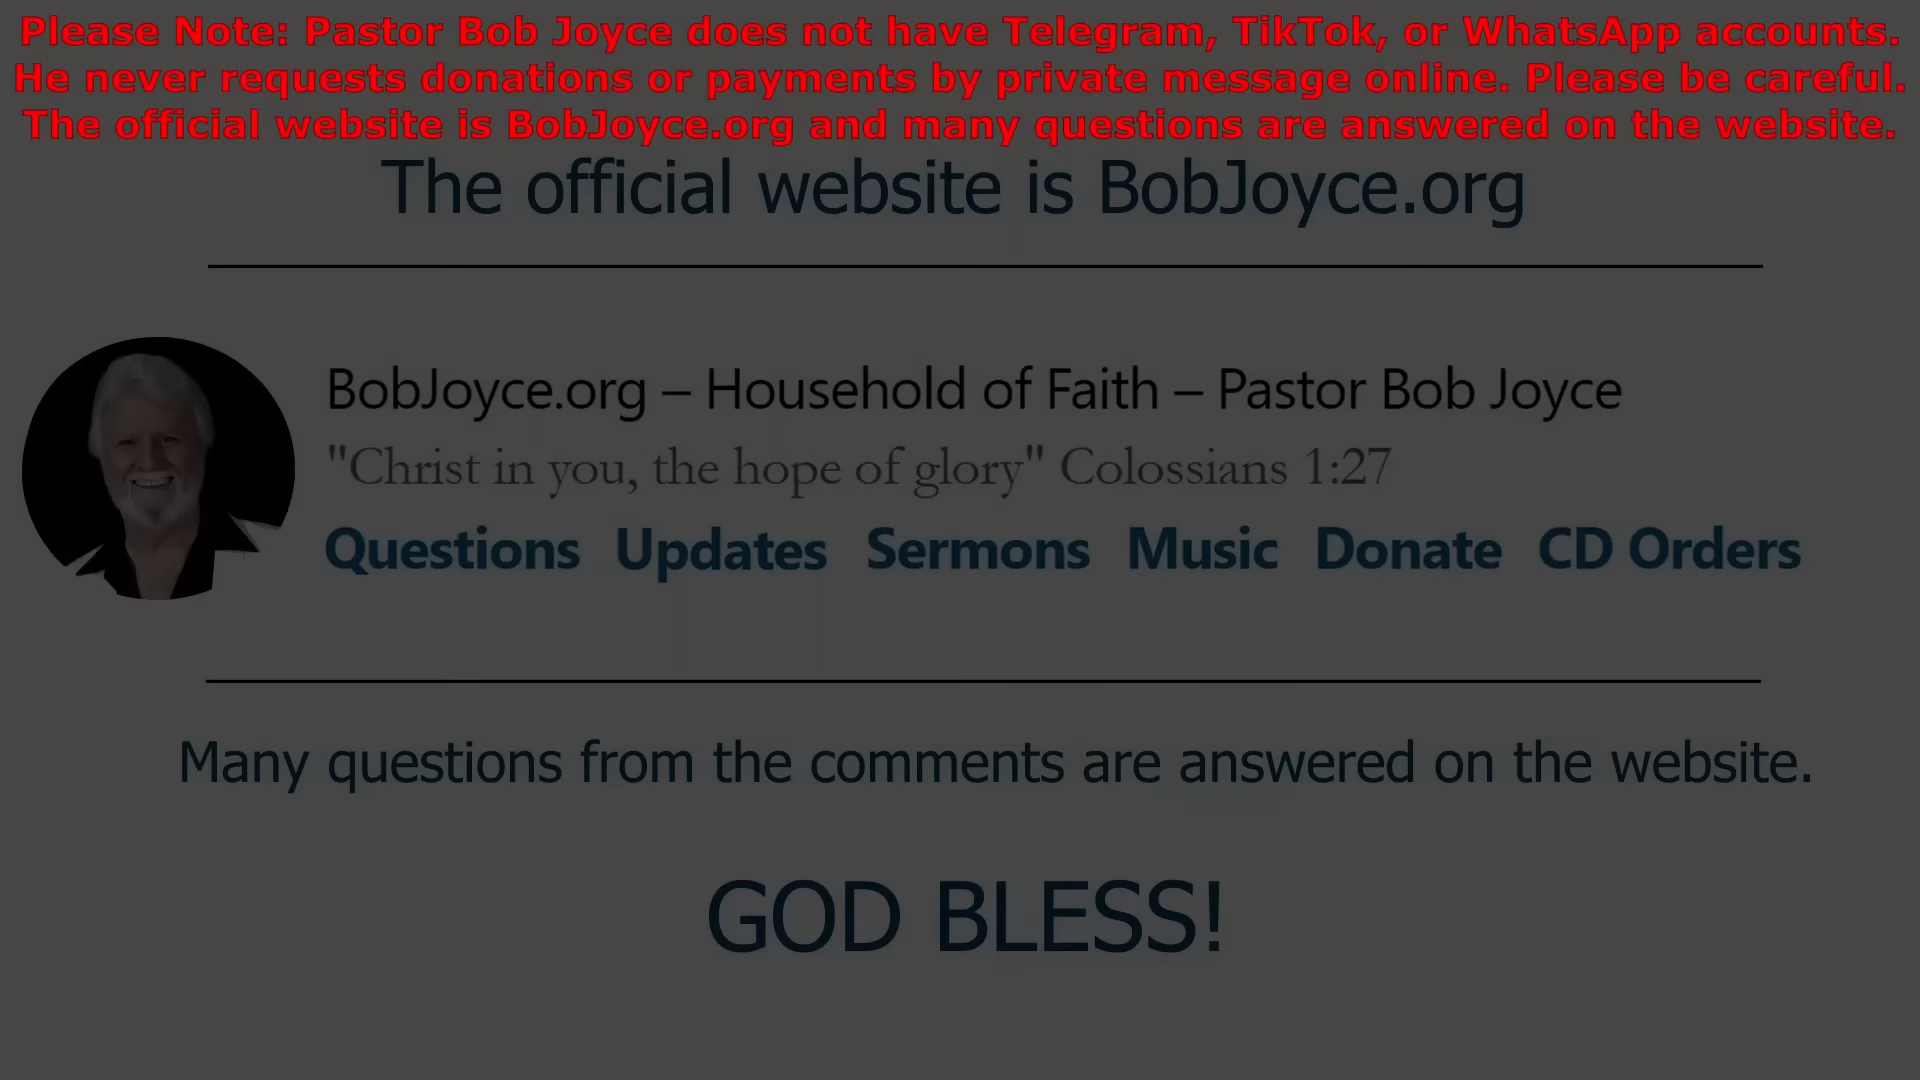 Please Note: Pastor Bob Joyce does not have Telegram, TikTok, or WhatsApp accounts.
He never requests donations or payments by private message online. Please be careful.
The official website is BobJoyce.org and many questions are answered on the website.
The official website is BobJoyce.org
BobJoyce.org – Household of Faith – Pastor Bob Joyce
"Christ in you, the hope of glory" Colossians 1:27
Questions Updates Sermons Music Donate CD Orders
Many questions from the comments are answered on the website.
GOD BLESS!